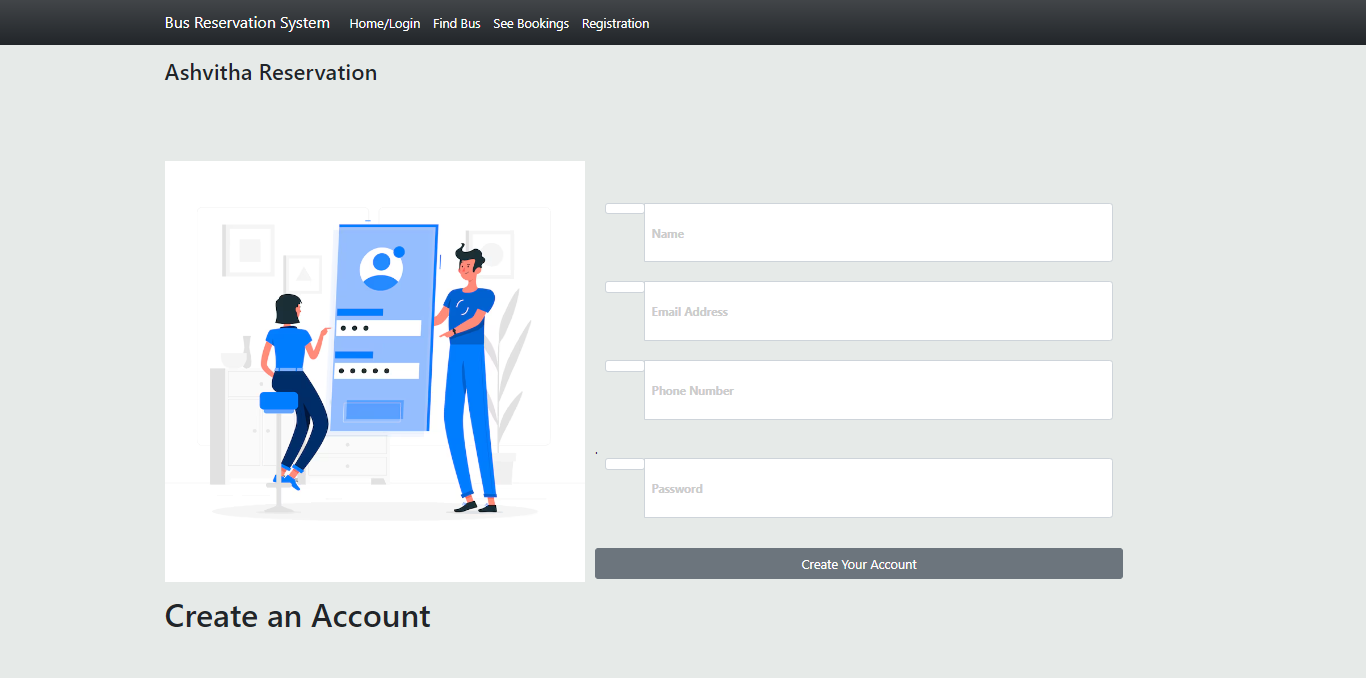 Bus Reservation System Home/Login Find Bus See Bookings Registration
Ashvitha Reservation
Name
Email Address
Phone Number
.
Password
Create Your Account
Create an Account